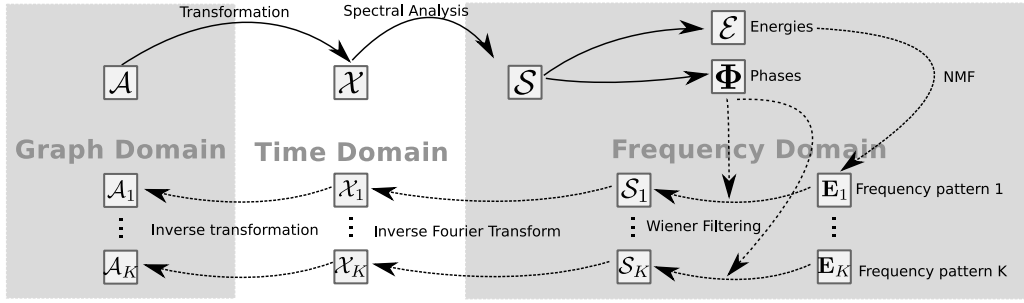 Transformation
Spectral Analysis
𝓔 Energies
𝓐
𝓧
𝓢
𝚽 Phases
NMF
Graph Domain
Time Domain
Frequency Domain
𝓐₁
𝓧₁
𝓢₁
𝐄₁ Frequency pattern 1
Inverse transformation
Inverse Fourier Transform
Wiener Filtering
𝓐_K
𝓧_K
𝓢_K
𝐄_K Frequency pattern K